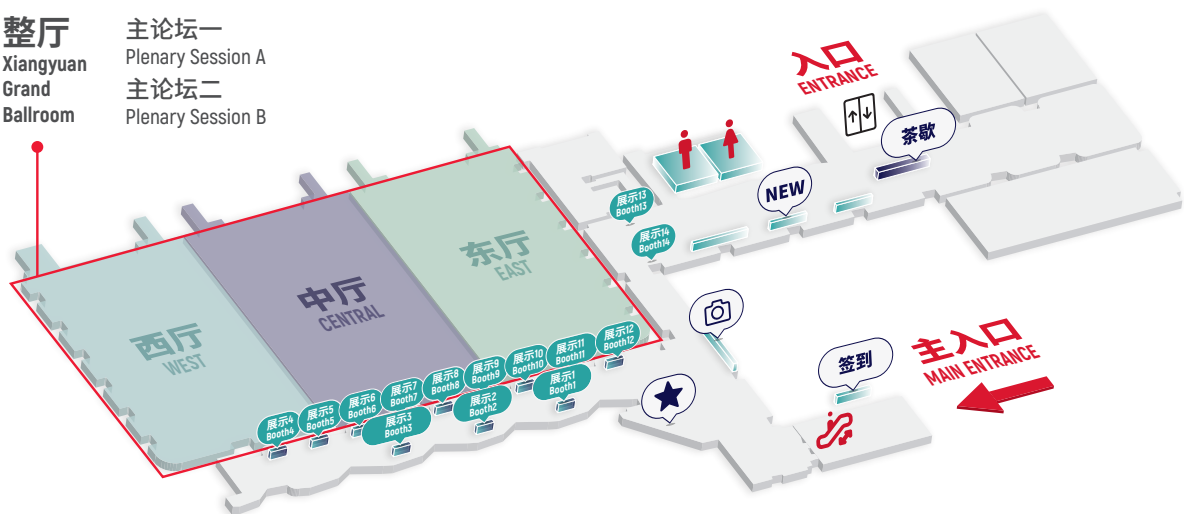 整厅
Xiangyuan
Grand
Ballroom
主论坛一
Plenary Session A
主论坛二
Plenary Session B
入口
ENTRANCE
茶歇
NEW
展示13
Booth13
展示14
Booth14
东厅
EAST
中厅
CENTRAL
西厅
WEST
展示12
Booth12
展示11
Booth11
展示10
Booth10
展示9
Booth9
展示8
Booth8
展示7
Booth7
展示6
Booth6
展示5
Booth5
展示4
Booth4
展示1
Booth1
展示2
Booth2
展示3
Booth3
签到
主入口
MAIN ENTRANCE